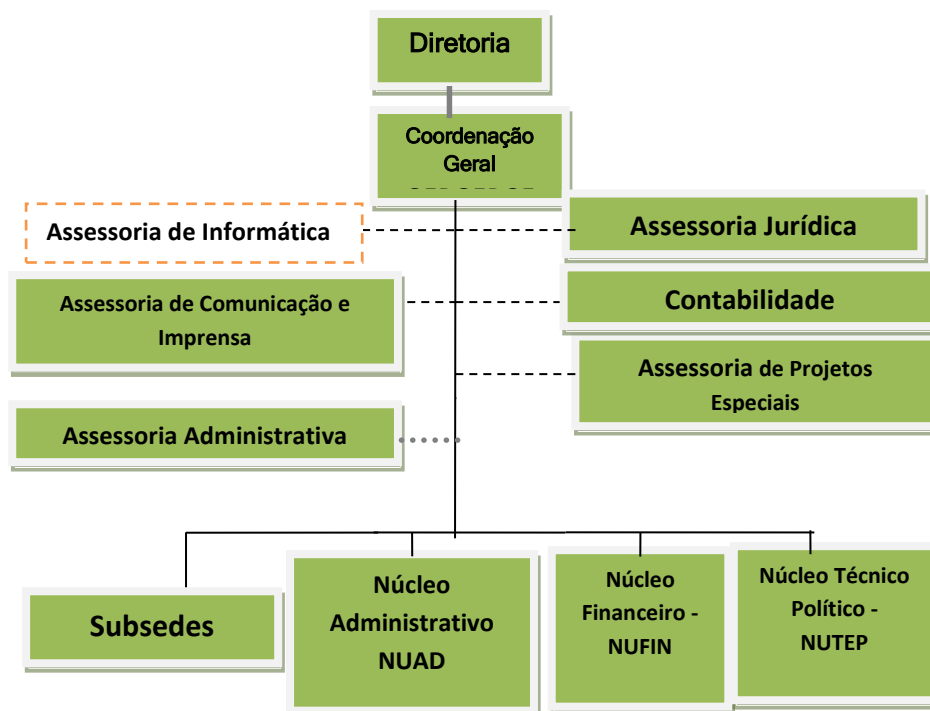 Diretoria
Coordenação
Geral
Assessoria de Informática
Assessoria Jurídica
Assessoria de Comunicação e
Imprensa
Contabilidade
Assessoria de Projetos
Especiais
Assessoria Administrativa
Subsedes
Núcleo
Administrativo
NUAD
Núcleo
Financeiro -
NUFIN
Núcleo Técnico
Político -
NUTEP